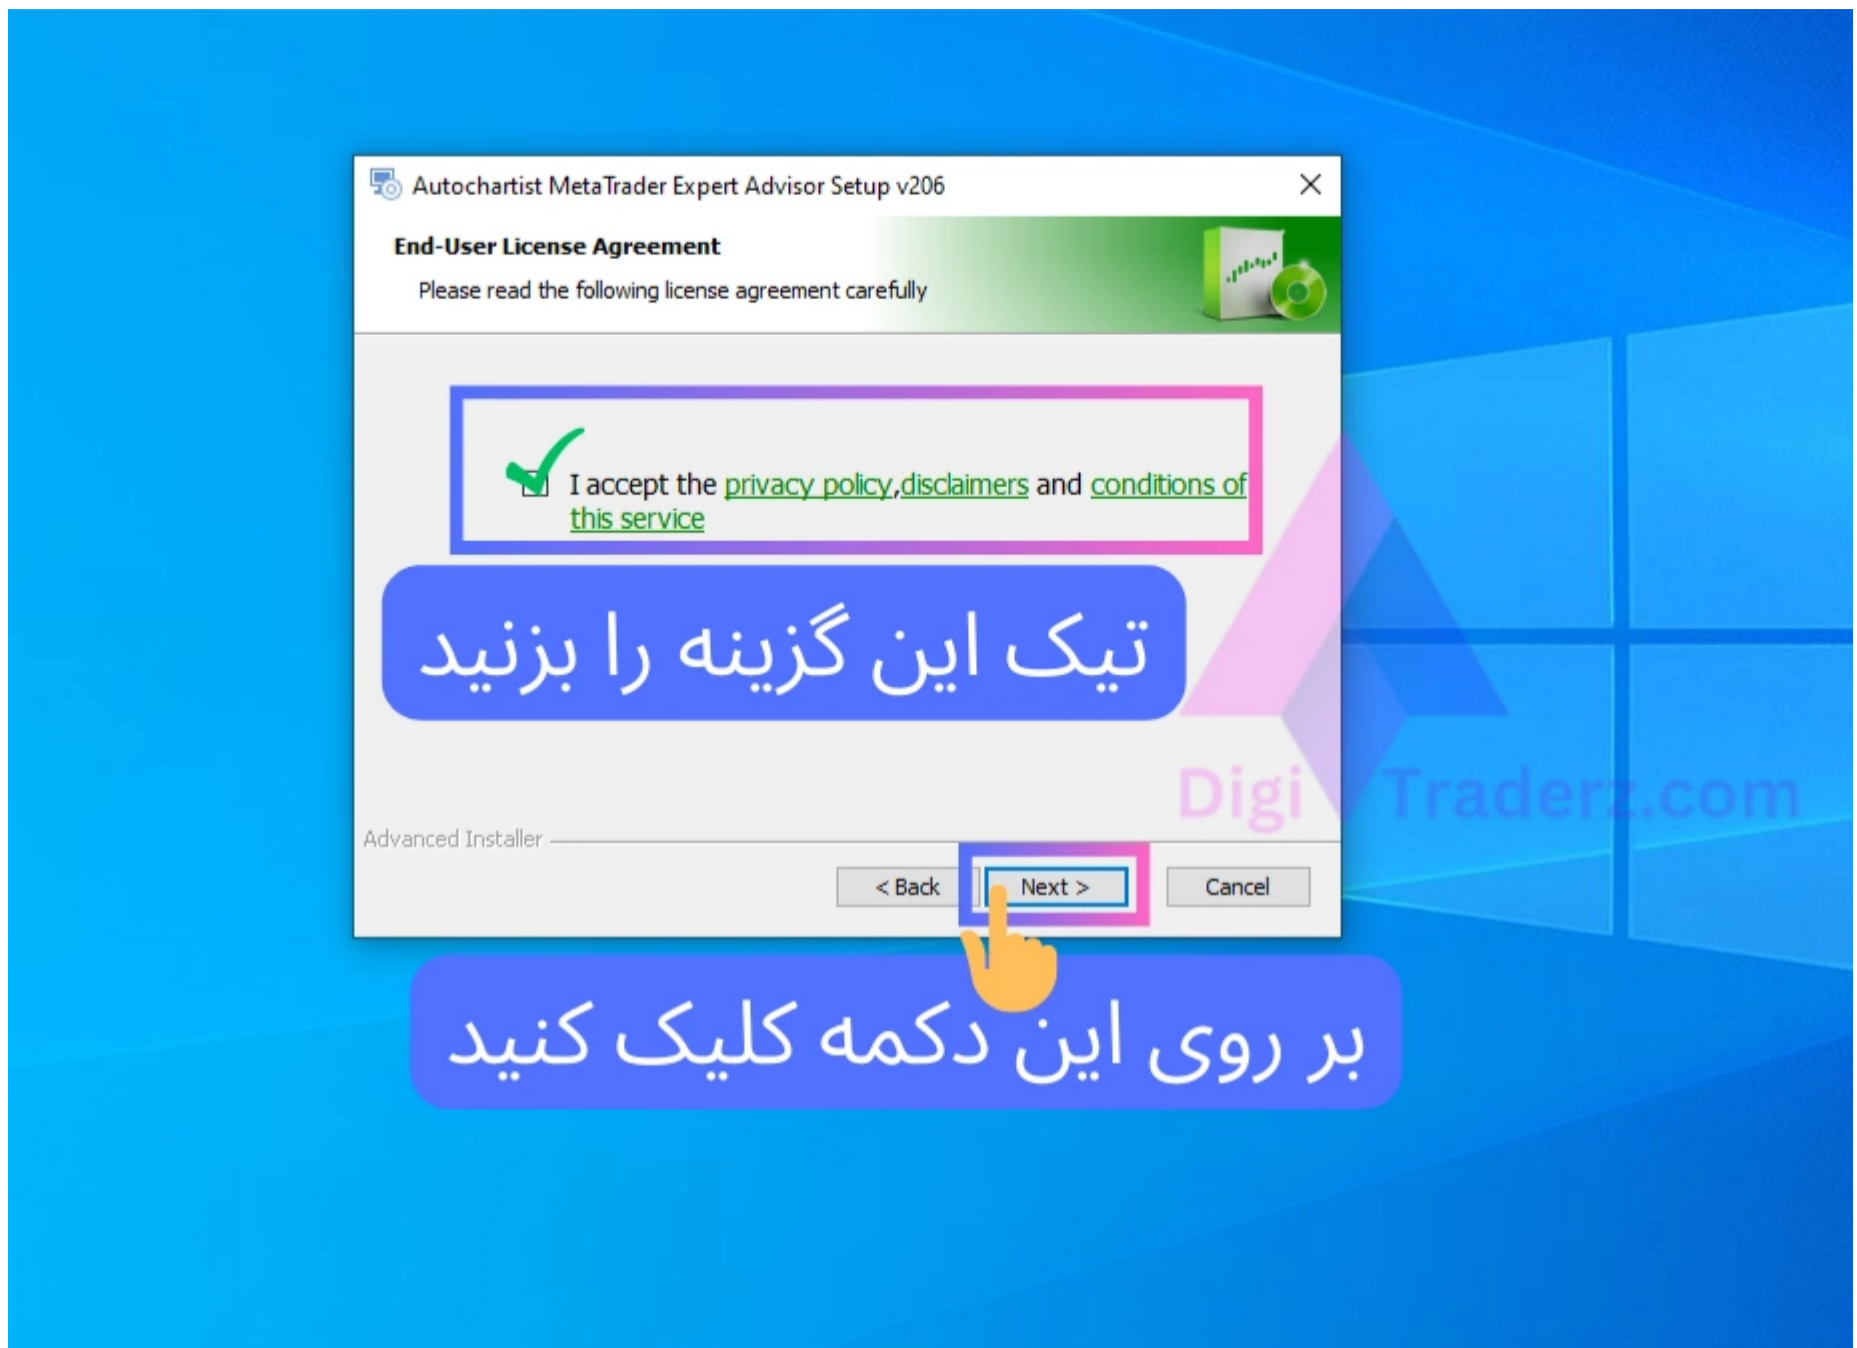 Autochartist MetaTrader Expert Advisor Setup v206
End-User License Agreement
Please read the following license agreement carefully
I accept the privacy policy,disclaimers and conditions of
this service
تیک این گزینه را بزنید
Digi Traderz.com
Advanced Installer
< Back Next > Cancel
بر روی این دکمه کلیک کنید